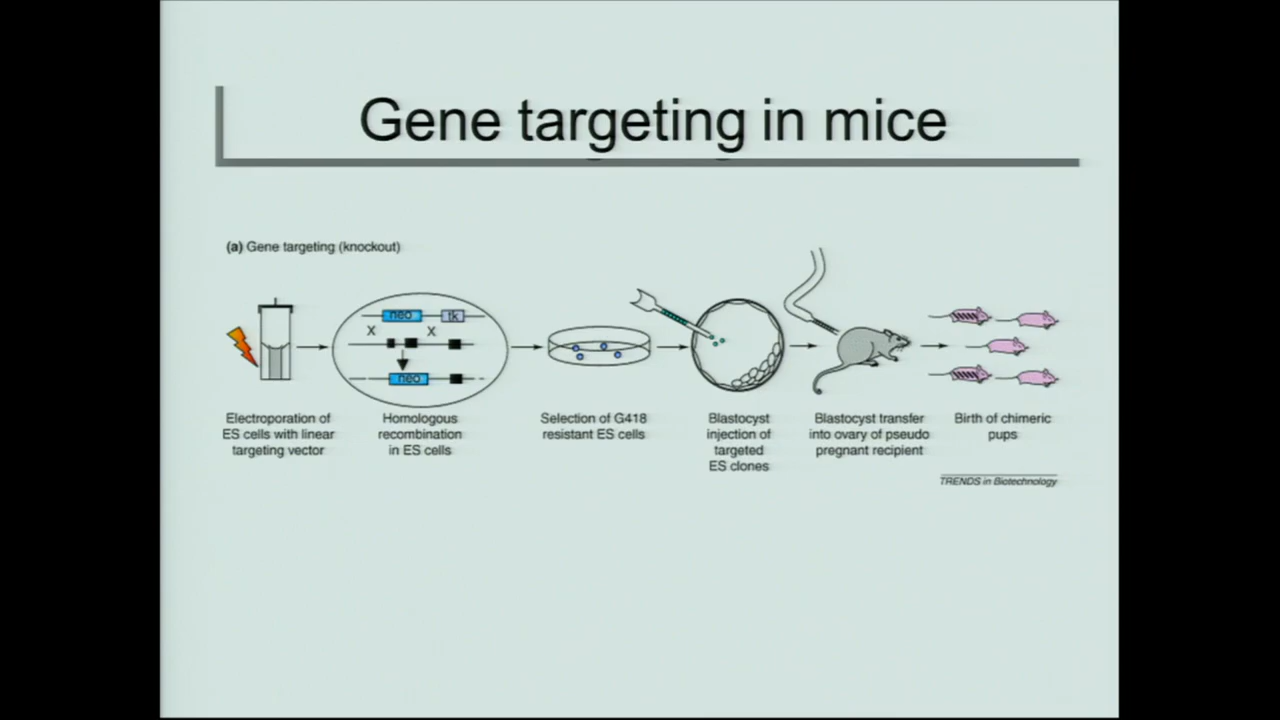 Gene targeting in mice
(a) Gene targeting (knockout)
neo
tk
X
X
neo
Electroporation of
ES cells with linear
targeting vector
Homologous
recombination
in ES cells
Selection of G418
resistant ES cells
Blastocyst
injection of
targeted
ES clones
Blastocyst transfer
into ovary of pseudo
pregnant recipient
Birth of chimeric
pups
TRENDS in Biotechnology